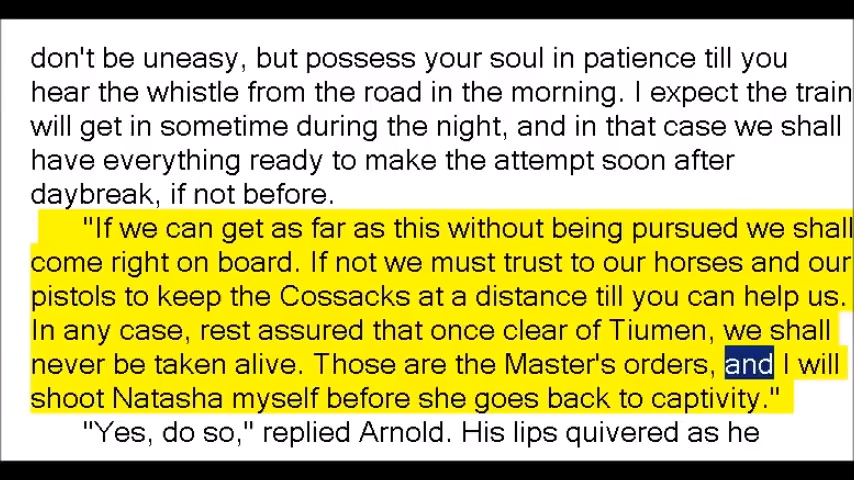 don't be uneasy, but possess your soul in patience till you
hear the whistle from the road in the morning. I expect the train
will get in sometime during the night, and in that case we shall
have everything ready to make the attempt soon after
daybreak, if not before.
"If we can get as far as this without being pursued we shall
come right on board. If not we must trust to our horses and our
pistols to keep the Cossacks at a distance till you can help us.
In any case, rest assured that once clear of Tiumen, we shall
never be taken alive. Those are the Master's orders, and I will
shoot Natasha myself before she goes back to captivity."
"Yes, do so," replied Arnold. His lips quivered as he